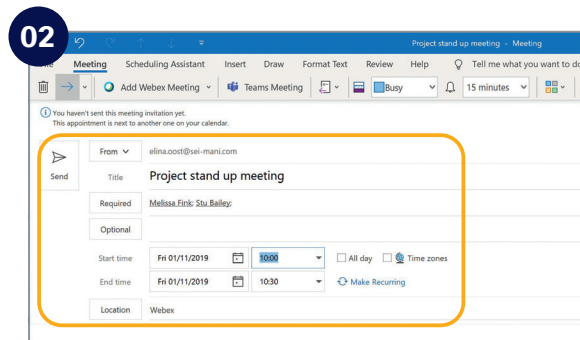 02
Project stand up meeting - Meeting
Meeting Scheduling Assistant Insert Draw Format Text Review Help Tell me what you want to do
Add Webex Meeting Teams Meeting Busy 15 minutes
You haven't sent this meeting invitation yet.
This appointment is next to another one on your calendar.
From elina.oost@sei-mani.com
Send
Title Project stand up meeting
Required Melissa Fink; Stu Bailey;
Optional
Start time Fri 01/11/2019 10:00 All day Time zones
End time Fri 01/11/2019 10:30 Make Recurring
Location Webex